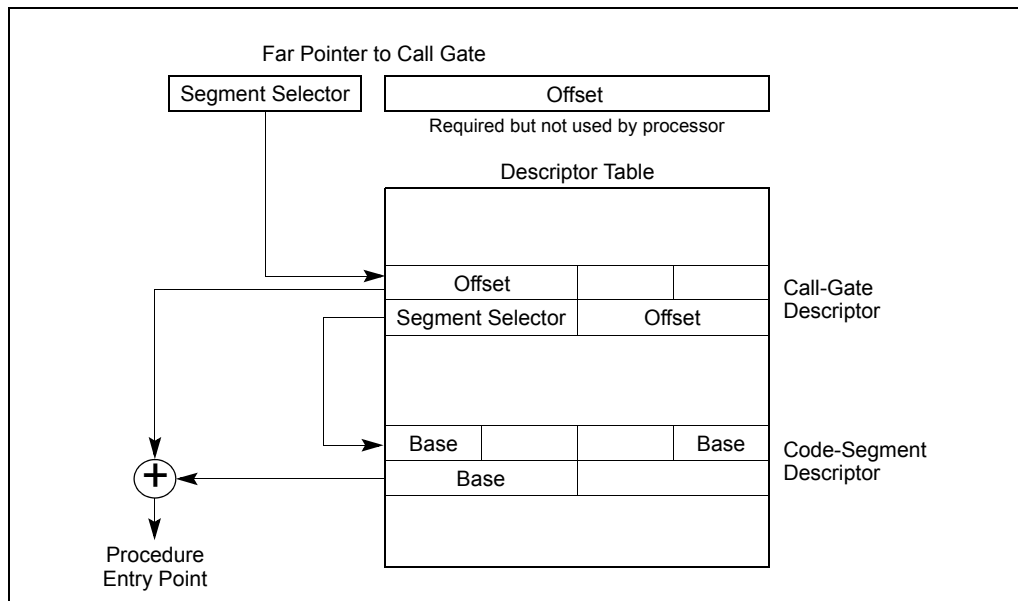 Far Pointer to Call Gate
Segment Selector
Offset
Required but not used by processor
Descriptor Table
Offset
Segment Selector
Offset
Call-Gate
Descriptor
Base
Base
Base
Code-Segment
Descriptor
+
Procedure
Entry Point